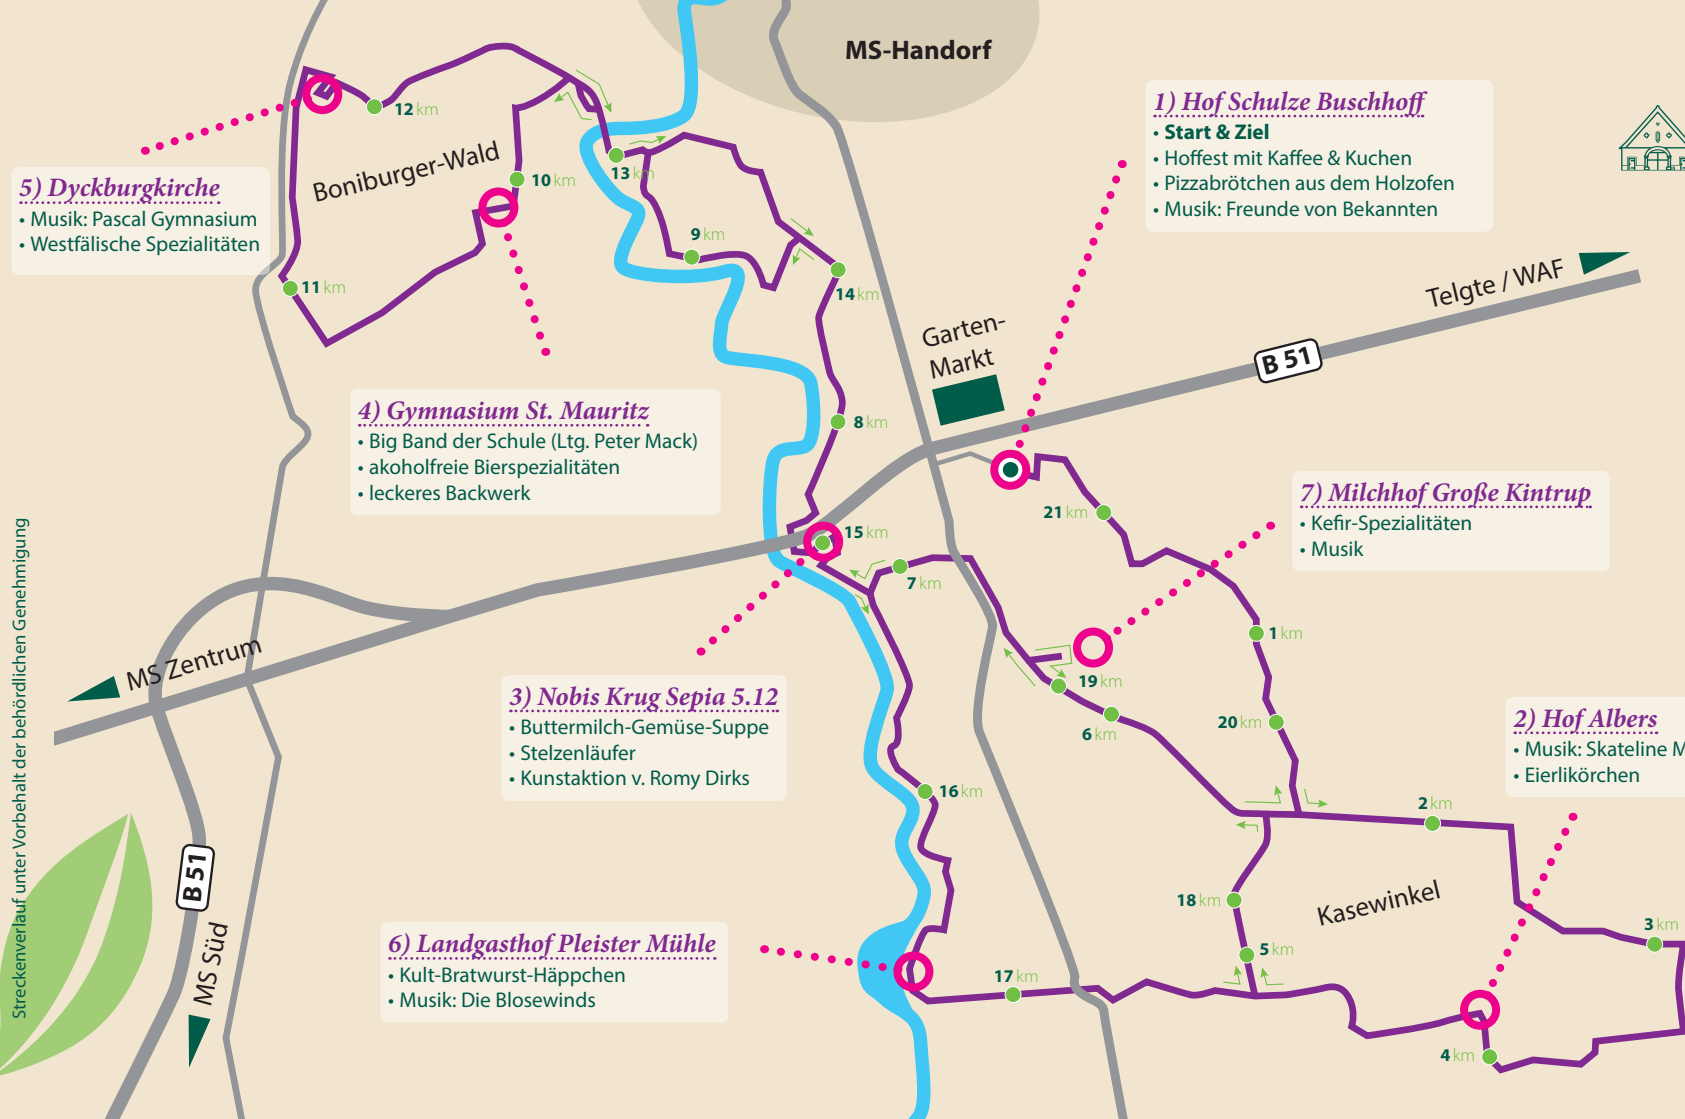 MS-Handorf
1) Hof Schulze Buschhoff
• Start & Ziel
• Hoffest mit Kaffee & Kuchen
• Pizzabrötchen aus dem Holzofen
• Musik: Freunde von Bekannten
12 km
Boniburger-Wald
10 km
13 km
5) Dyckburgkirche
• Musik: Pascal Gymnasium
• Westfälische Spezialitäten
9 km
11 km
14 km
Telgte / WAF
Garten-
Markt
B 51
4) Gymnasium St. Mauritz
• Big Band der Schule (Ltg. Peter Mack)
• akoholfreie Bierspezialitäten
• leckeres Backwerk
8 km
7) Milchhof Große Kintrup
• Kefir-Spezialitäten
• Musik
21 km
15 km
7 km
1 km
MS Zentrum
3) Nobis Krug Sepia 5.12
• Buttermilch-Gemüse-Suppe
• Stelzenläufer
• Kunstaktion v. Romy Dirks
19 km
6 km
20 km
2) Hof Albers
• Musik: Skateline M
• Eierlikörchen
16 km
2 km
B 51
MS Süd
18 km
Kasewinkel
3 km
5 km
6) Landgasthof Pleister Mühle
• Kult-Bratwurst-Häppchen
• Musik: Die Blosewinds
17 km
4 km
Streckenverlauf unter Vorbehalt der behördlichen Genehmigung